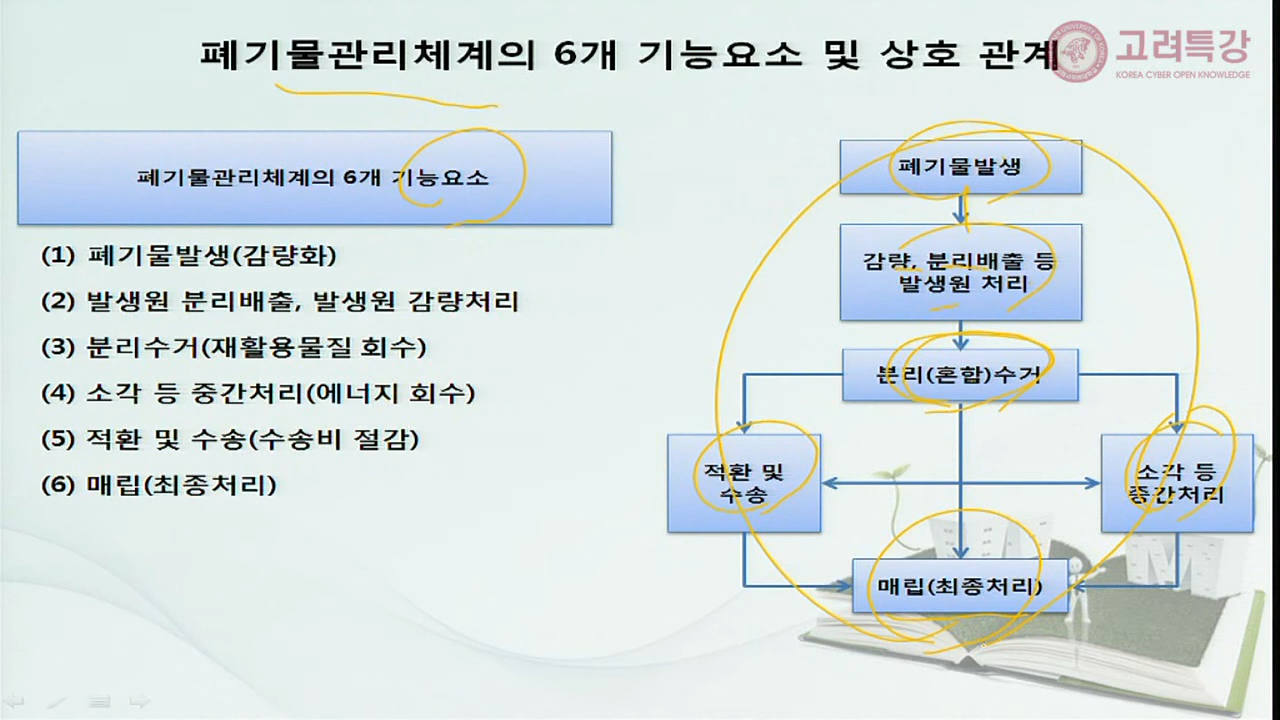 폐기물관리체계의 6개 기능요소 및 상호 관계
고려특강
KOREA CYBER OPEN KNOWLEDGE
폐기물관리체계의 6개 기능요소
(1) 폐기물발생(감량화)
(2) 발생원 분리배출, 발생원 감량처리
(3) 분리수거(재활용물질 회수)
(4) 소각 등 중간처리(에너지 회수)
(5) 적환 및 수송(수송비 절감)
(6) 매립(최종처리)
폐기물발생
감량, 분리배출 등
발생원 처리
분리(혼합)수거
적환 및
수송
소각 등
중간처리
매립(최종처리)